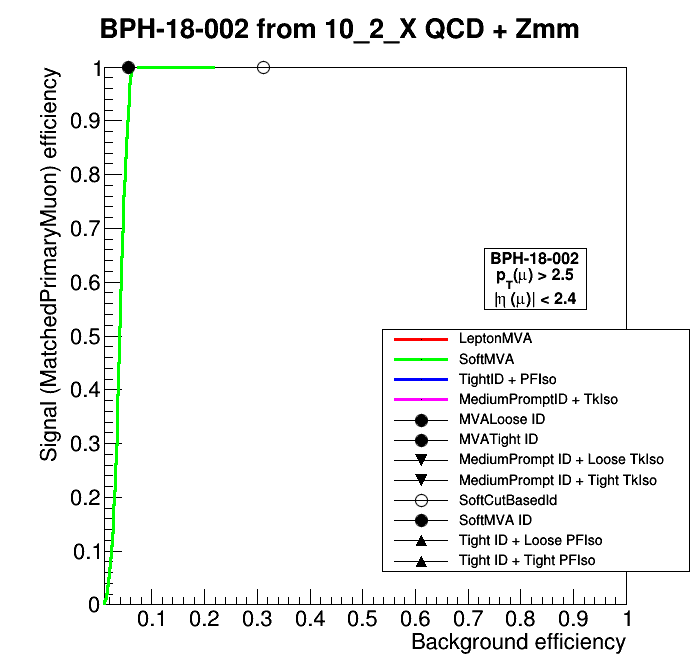 BPH-18-002 from 10_2_X QCD + Zmm
Signal (MatchedPrimaryMuon) efficiency
1
0.9
0.8
0.7
0.6
0.5
0.4
0.3
0.2
0.1
0
BPH-18-002
pT(μ) > 2.5
|η (μ)| < 2.4
LeptonMVA
SoftMVA
TightID + PFIso
MediumPromptID + TkIso
MVALoose ID
MVATight ID
MediumPrompt ID + Loose TkIso
MediumPrompt ID + Tight TkIso
SoftCutBasedId
SoftMVA ID
Tight ID + Loose PFIso
Tight ID + Tight PFIso
0.1 0.2 0.3 0.4 0.5 0.6 0.7 0.8 0.9 1
Background efficiency